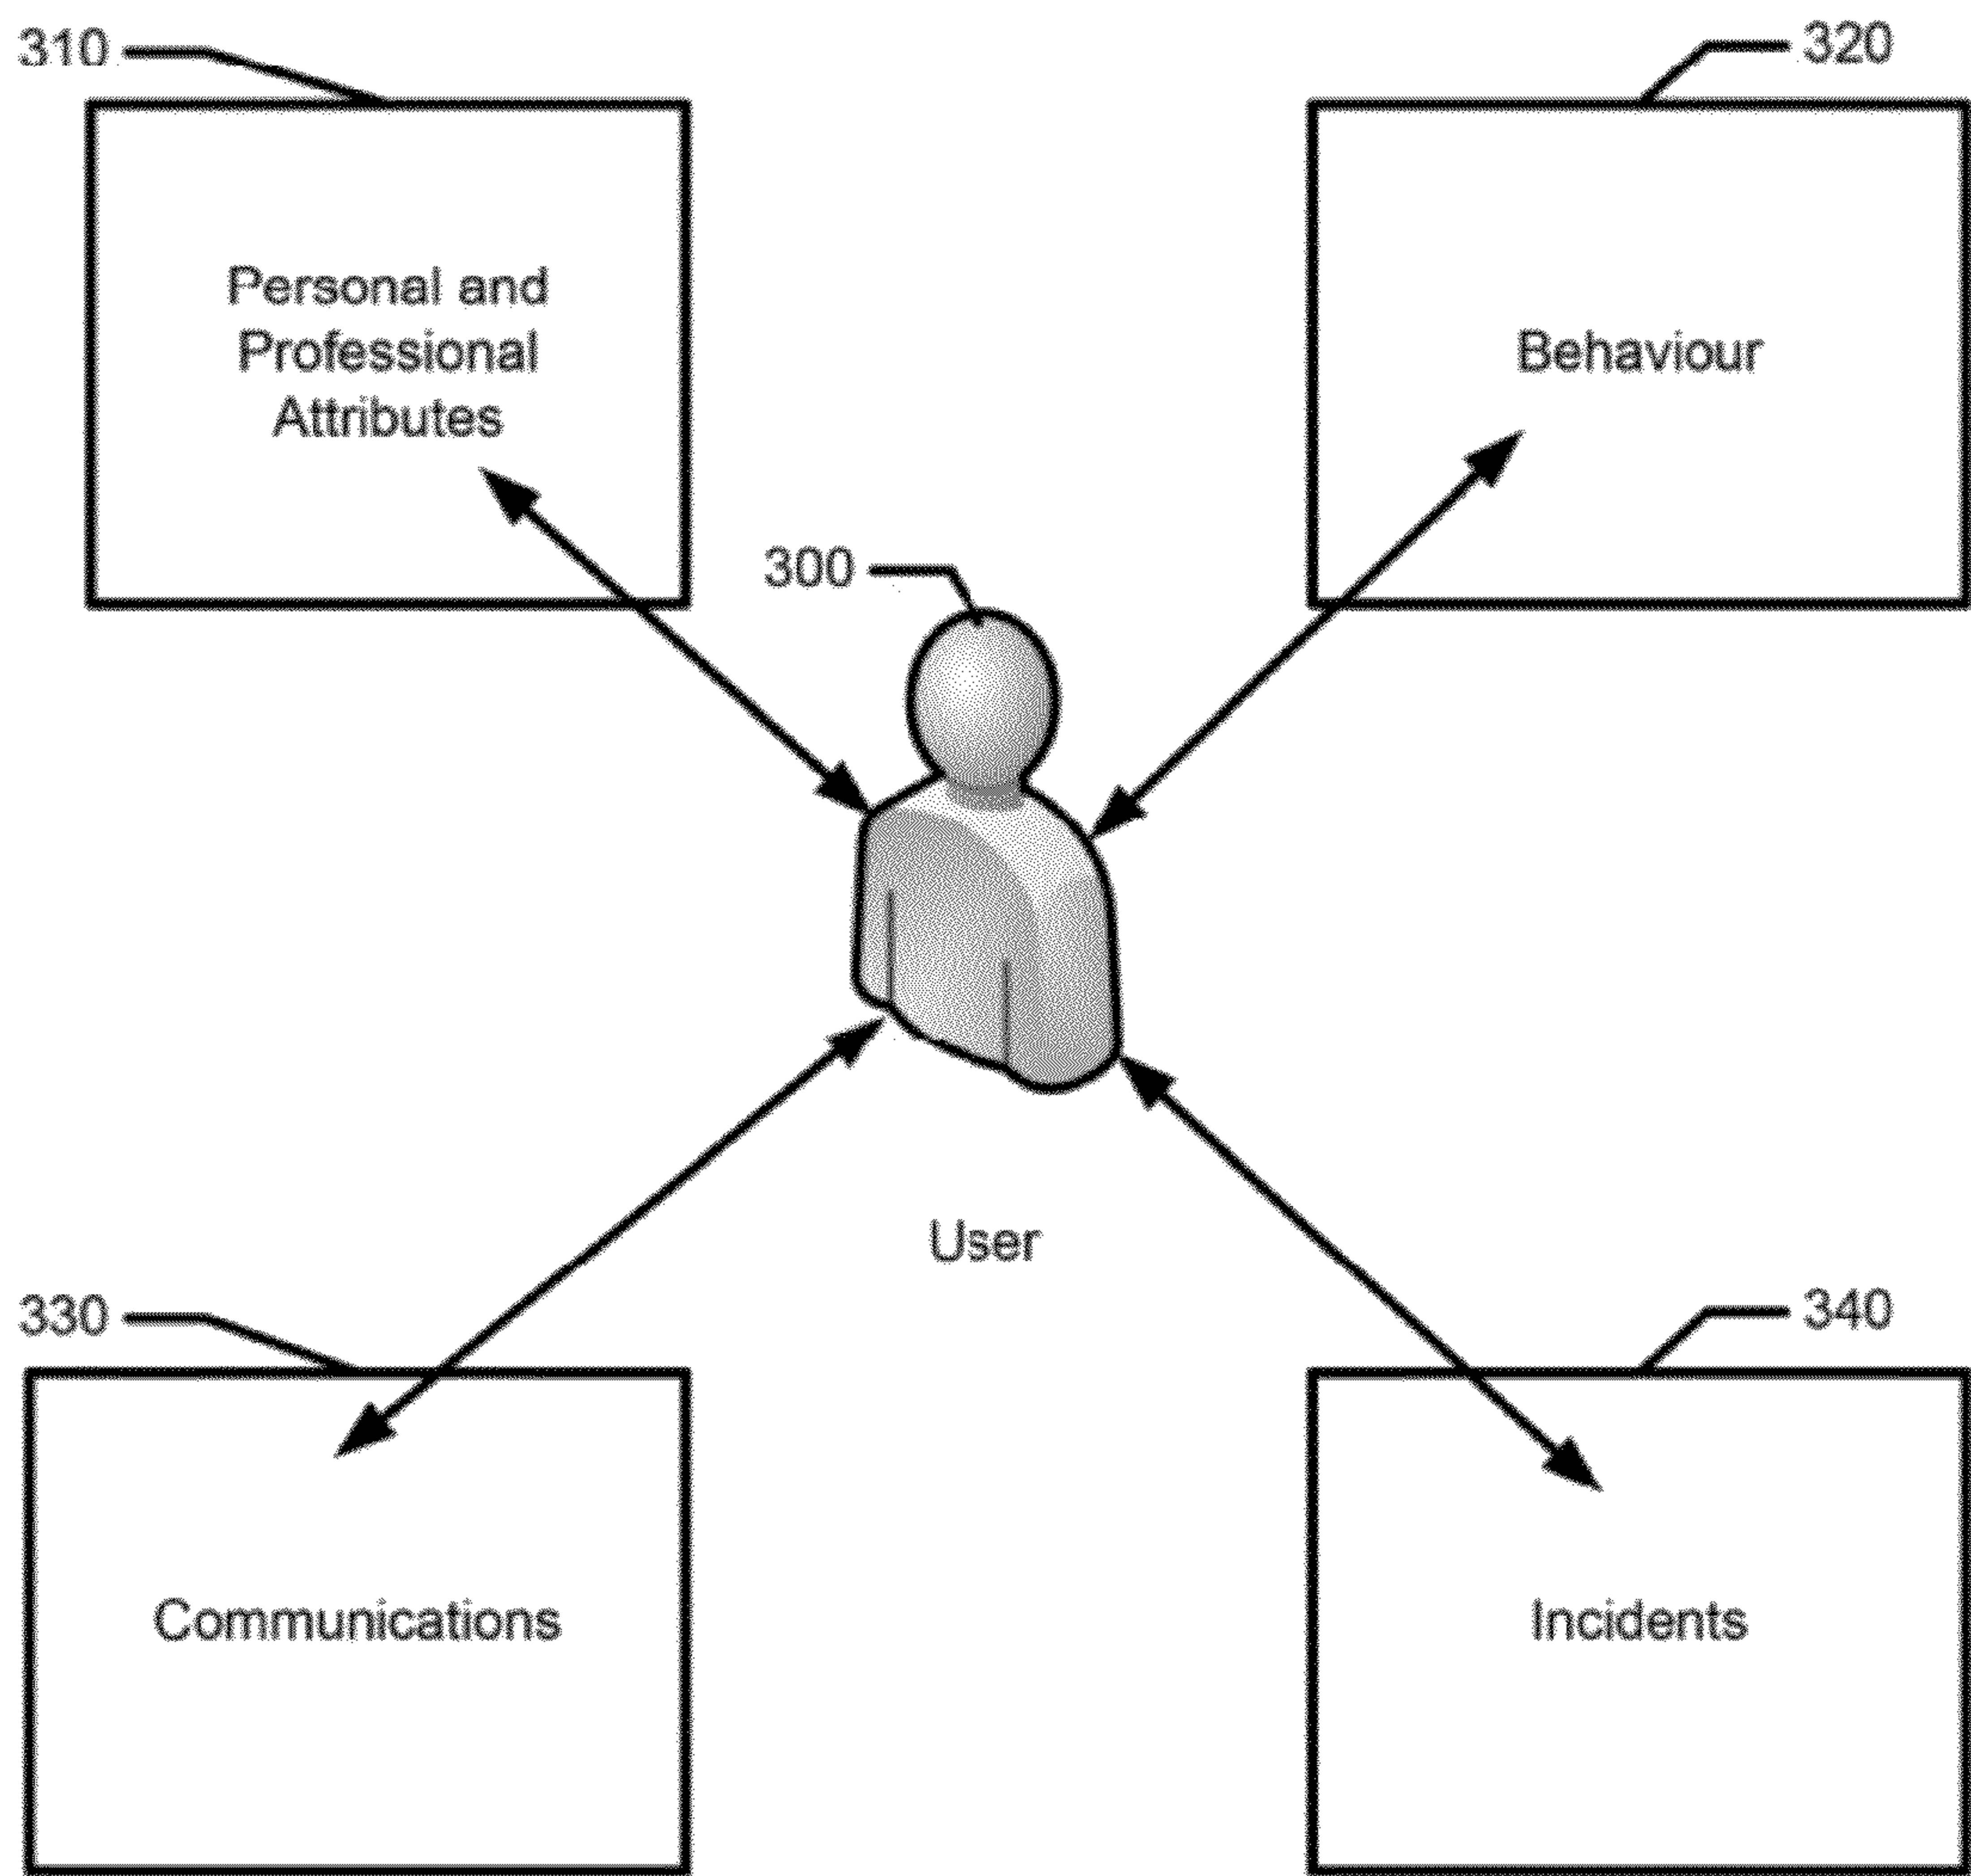 310
320
Personal and
Professional
Attributes
Behaviour
300
User
330
340
Communications
Incidents